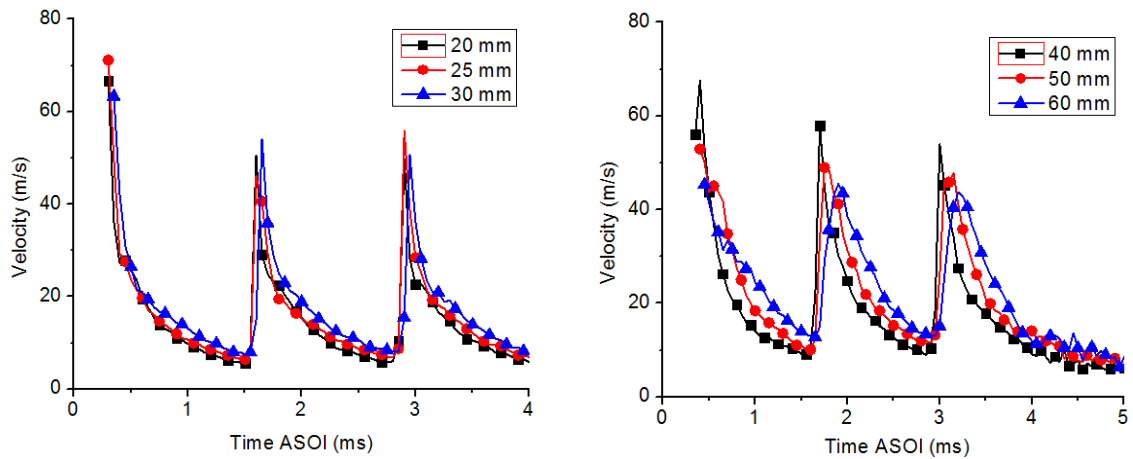 80
60
40
20
0
Velocity (m/s)
20 mm
25 mm
30 mm
0 1 2 3 4
Time ASOI (ms)
80
60
40
20
0
Velocity (m/s)
40 mm
50 mm
60 mm
0 1 2 3 4 5
Time ASOI (ms)